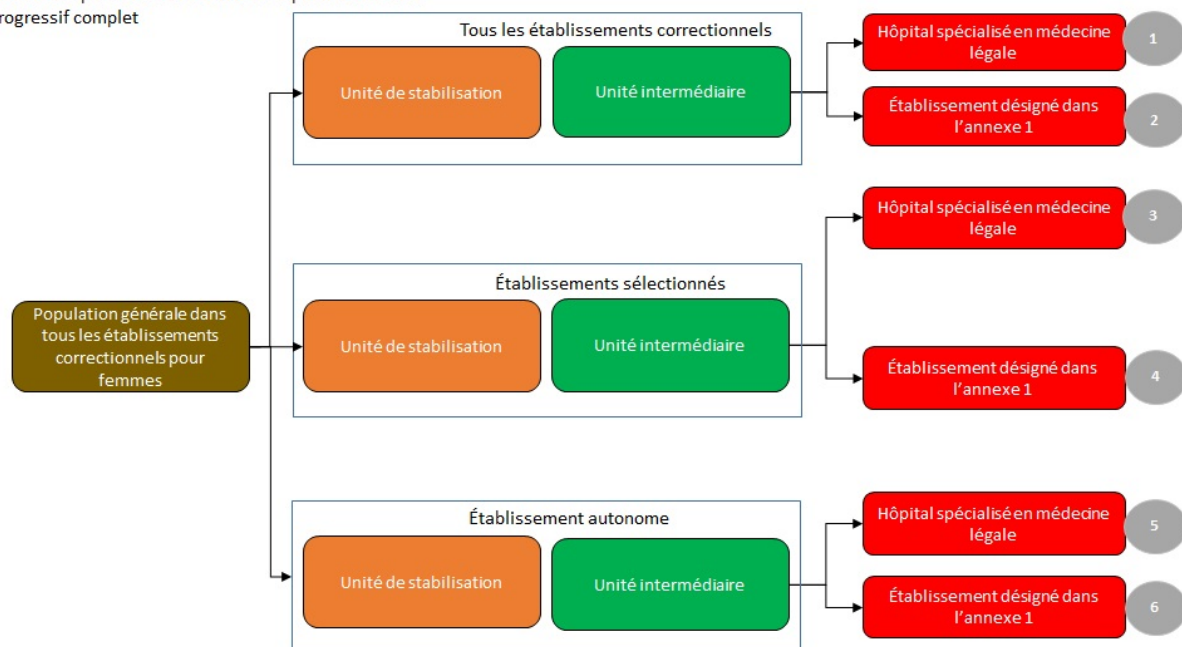 rogressif complet
Tous les établissements correctionnels
Unité de stabilisation
Unité intermédiaire
Hôpital spécialisé en médecine
légale
1
Établissement désigné dans
l'annexe 1
2
Population générale dans
tous les établissements
correctionnels pour
femmes
Établissements sélectionnés
Unité de stabilisation
Unité intermédiaire
Hôpital spécialisé en médecine
légale
3
Établissement désigné dans
l'annexe 1
4
Établissement autonome
Unité de stabilisation
Unité intermédiaire
Hôpital spécialisé en médecine
légale
5
Établissement désigné dans
l'annexe 1
6